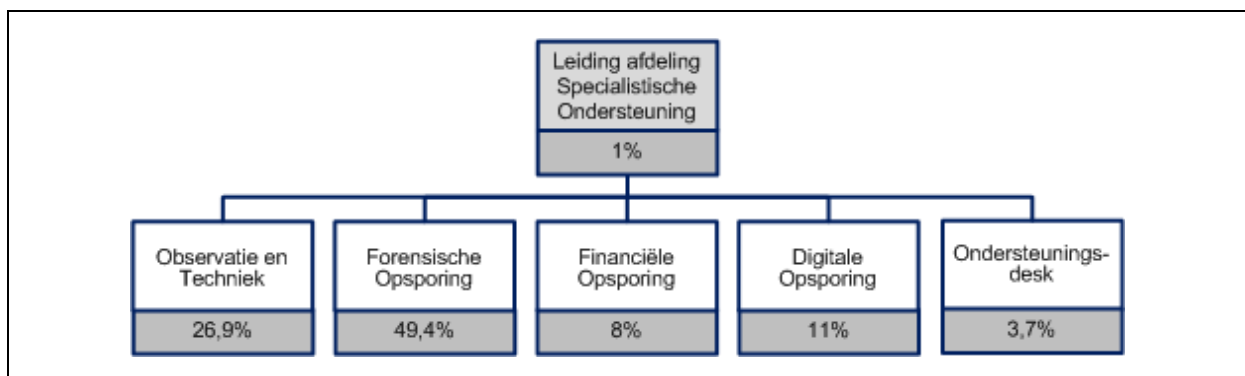 Leiding afdeling
Specialistische
Ondersteuning
1%
Observatie en
Techniek
26,9%
Forensische
Opsporing
49,4%
Financiële
Opsporing
8%
Digitale
Opsporing
11%
Ondersteunings-
desk
3,7%